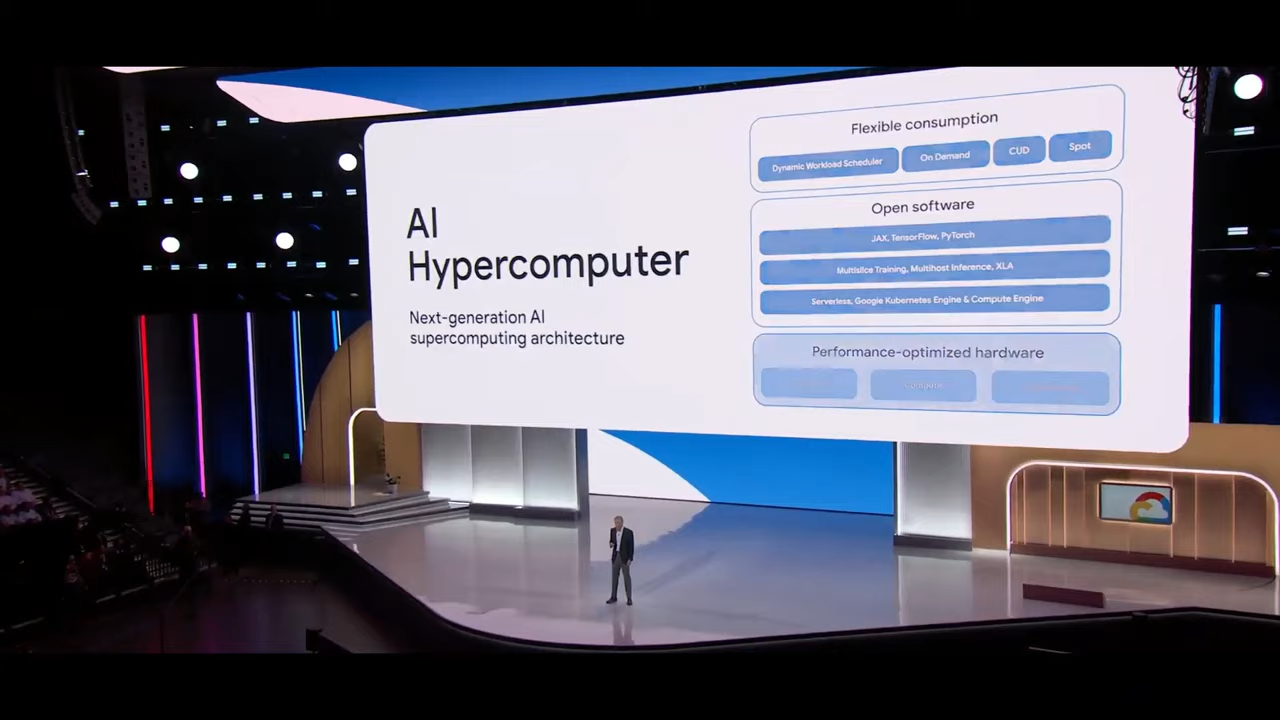 AI
Hypercomputer
Next-generation AI
supercomputing architecture
Flexible consumption
Dynamic Workload Scheduler
On Demand
CUD
Spot
Open software
JAX, TensorFlow, PyTorch
Multislice Training, Multihost Inference, XLA
Serverless, Google Kubernetes Engine & Compute Engine
Performance-optimized hardware
Compute